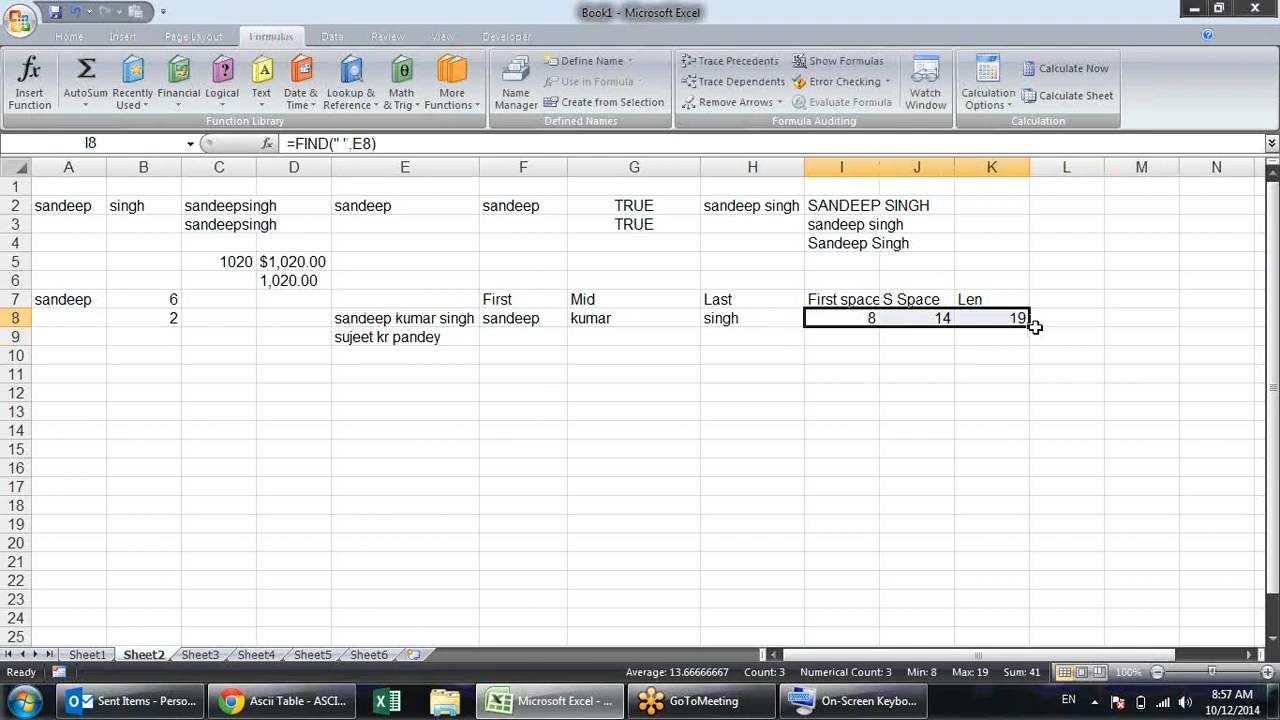 Book1 - Microsoft Excel
Home Insert Page Layout Formulas Data Review View Developer
Insert Function
AutoSum
Recently Used
Financial
Logical
Text
Date & Time
Lookup & Reference
Math & Trig
More Functions
Function Library
Name Manager
Define Name
Use in Formula
Create from Selection
Defined Names
Trace Precedents
Trace Dependents
Remove Arrows
Show Formulas
Error Checking
Evaluate Formula
Formula Auditing
Watch Window
Calculation Options
Calculate Now
Calculate Sheet
Calculation
I8 fx =FIND(" ",E8)
A B C D E F G H I J K L M N
1
2 sandeep singh sandeepsingh sandeep sandeep TRUE sandeep singh SANDEEP SINGH
3 sandeepsingh TRUE sandeep singh
4 Sandeep Singh
5 1020 $1,020.00
6 1,020.00
7 sandeep 6 First Mid Last First space S Space Len
8 2 sandeep kumar singh sandeep kumar singh 8 14 19
9 sujeet kr pandey
10
11
12
13
14
15
16
17
18
19
20
21
22
23
24
25
Sheet1 Sheet2 Sheet3 Sheet4 Sheet5 Sheet6
Ready Average: 13.66666667 Count: 3 Numerical Count: 3 Min: 8 Max: 19 Sum: 41 100%
Sent Items - Perso... Ascii Table - ASCI... Microsoft Excel - ... GoToMeeting On-Screen Keybo... EN 8:57 AM
10/12/2014